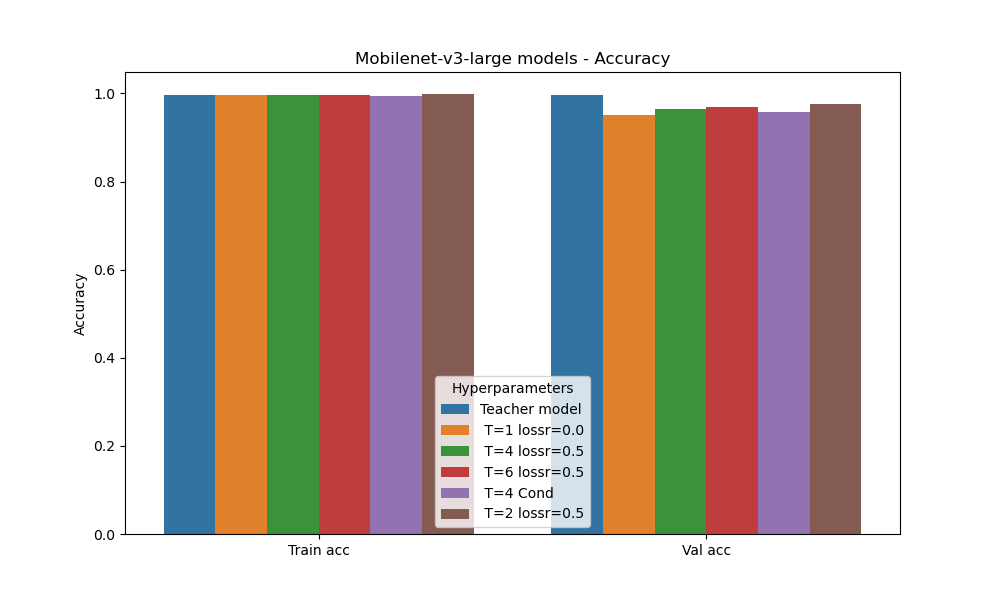 Mobilenet-v3-large models - Accuracy
1.0
0.8
0.6
0.4
0.2
0.0
Accuracy
Hyperparameters
Teacher model
T=1 lossr=0.0
T=4 lossr=0.5
T=6 lossr=0.5
T=4 Cond
T=2 lossr=0.5
Train acc
Val acc